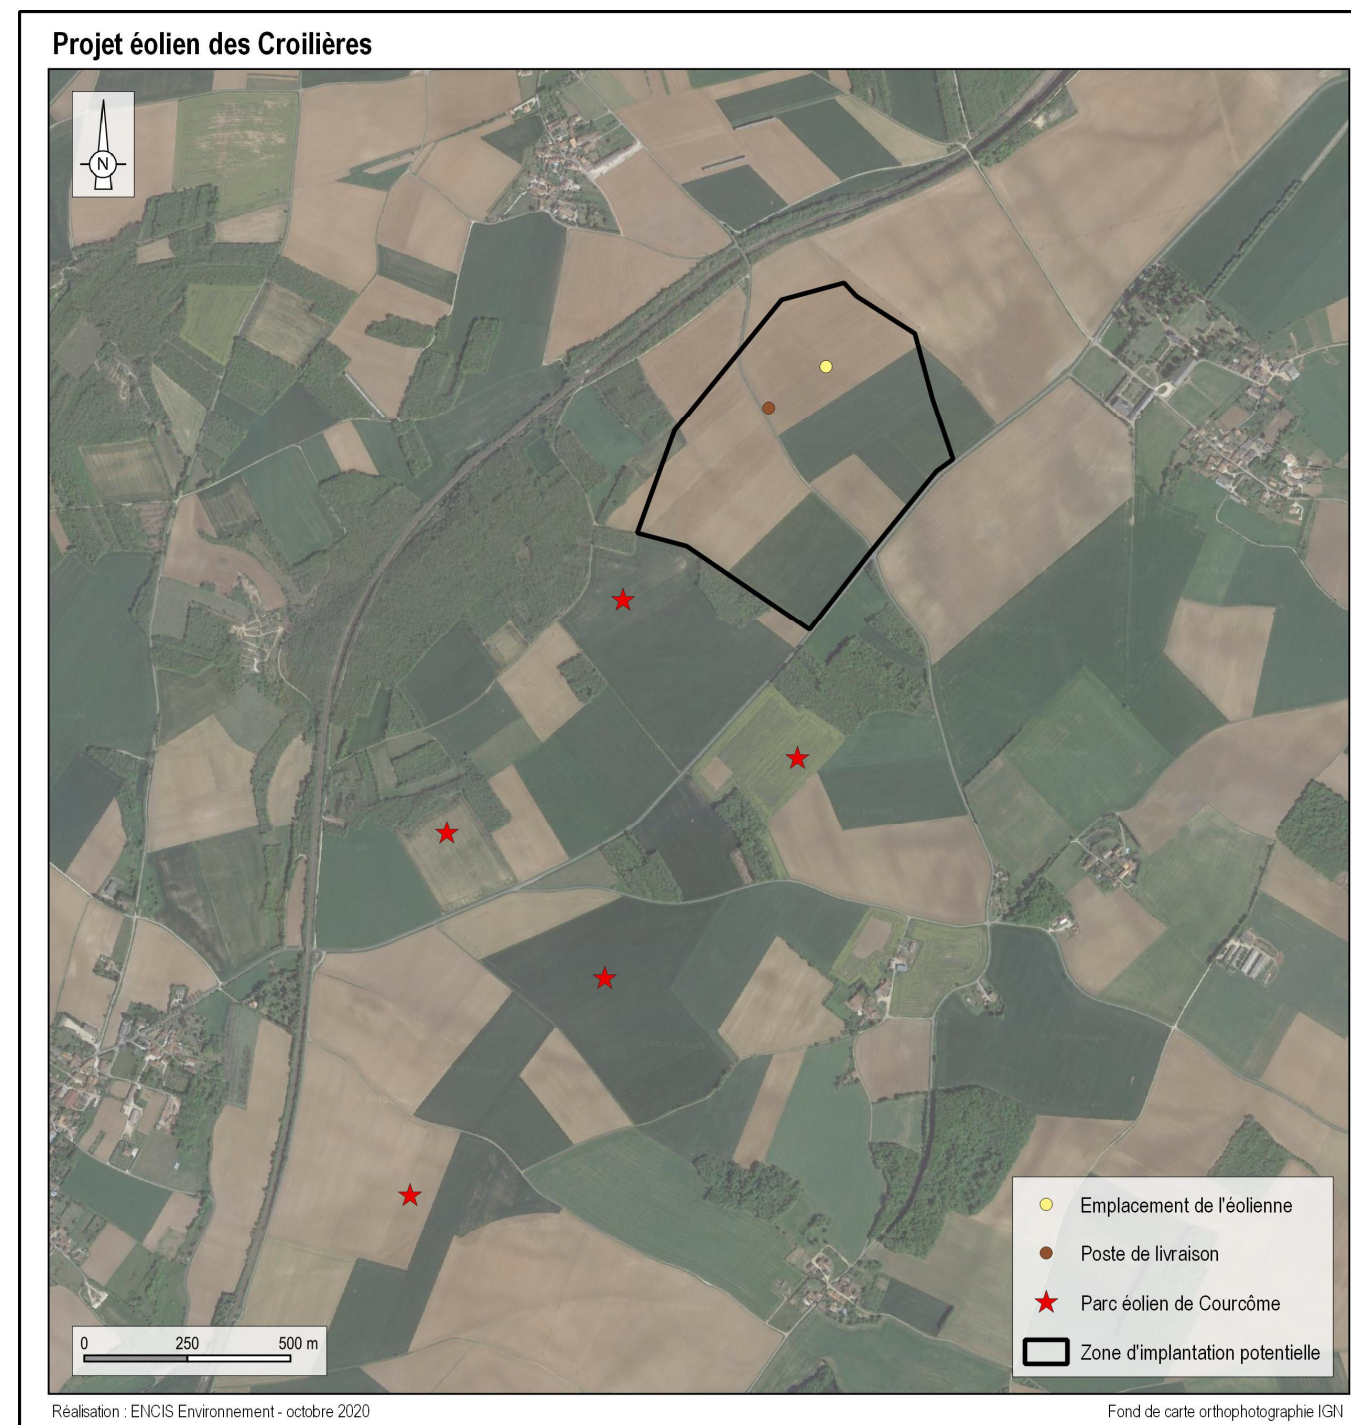 Projet éolien des Croilières
N
Emplacement de l'éolienne
Poste de livraison
Parc éolien de Courcôme
Zone d'implantation potentielle
0 250 500 m
Réalisation : ENCIS Environnement - octobre 2020
Fond de carte orthophotographie IGN